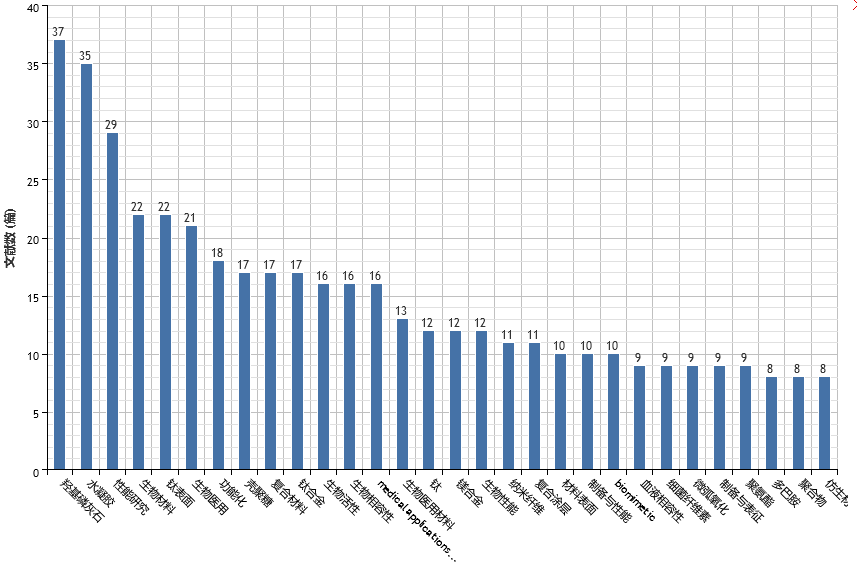 文献数 (篇)
40
35
30
25
20
15
10
5
0
37
35
29
22
22
21
18
17
17
17
16
16
16
13
12
12
12
11
11
10
10
10
9
9
9
9
9
8
8
8
羟基磷灰石
水凝胶
性能研究
生物材料
钛表面
生物医用
功能化
壳聚糖
复合材料
钛合金
生物活性
生物相容性
medical applications...
生物医用材料
钛
镁合金
生物性能
纳米纤维
复合涂层
材料表面
制备与性能
biomimetic
血液相容性
细菌纤维素
微弧氧化
制备与表征
聚氨酯
多巴胺
聚合物
仿生材